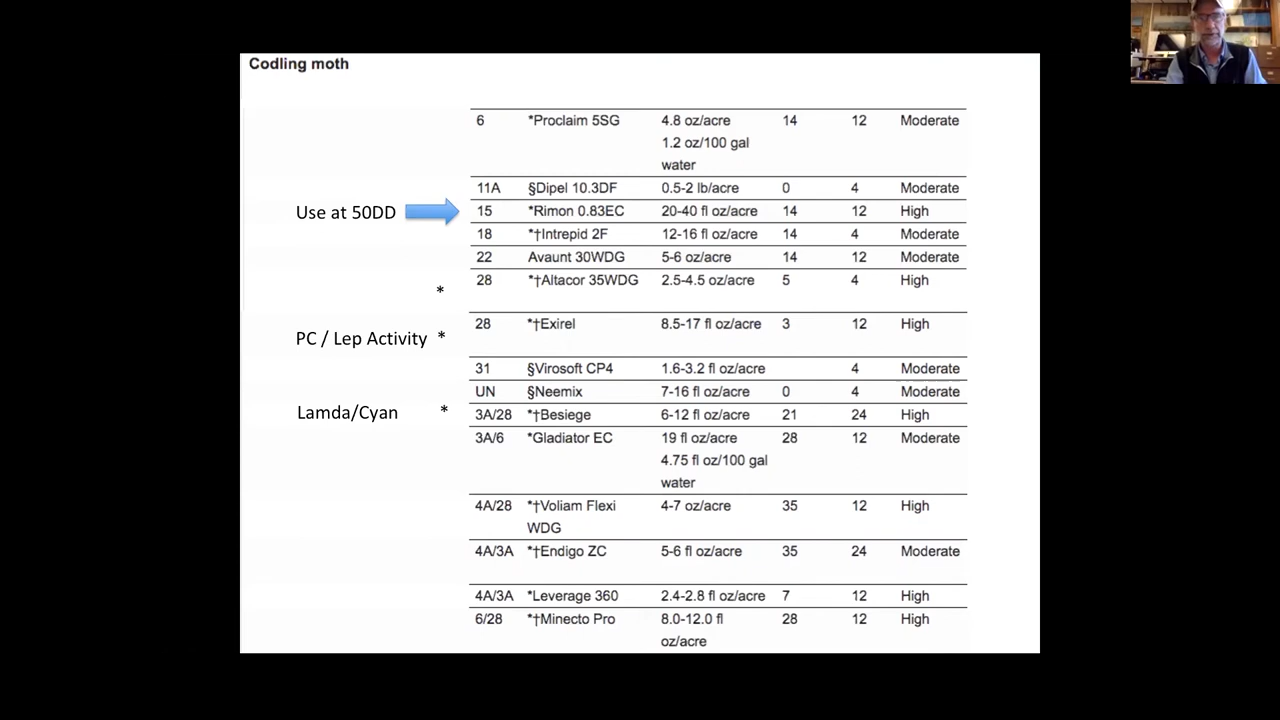 Codling moth
6 *Proclaim 5SG 4.8 oz/acre 14 12 Moderate
1.2 oz/100 gal
water
11A §Dipel 10.3DF 0.5-2 lb/acre 0 4 Moderate
Use at 50DD 15 *Rimon 0.83EC 20-40 fl oz/acre 14 12 High
18 *†Intrepid 2F 12-16 fl oz/acre 14 4 Moderate
22 Avaunt 30WDG 5-6 oz/acre 14 12 Moderate
* 28 *†Altacor 35WDG 2.5-4.5 oz/acre 5 4 High
PC / Lep Activity * 28 *†Exirel 8.5-17 fl oz/acre 3 12 High
31 §Virosoft CP4 1.6-3.2 fl oz/acre 4 Moderate
UN §Neemix 7-16 fl oz/acre 0 4 Moderate
Lamda/Cyan * 3A/28 *†Besiege 6-12 fl oz/acre 21 24 High
3A/6 *Gladiator EC 19 fl oz/acre 28 12 Moderate
4.75 fl oz/100 gal
water
4A/28 *†Voliam Flexi 4-7 oz/acre 35 12 High
WDG
4A/3A *†Endigo ZC 5-6 fl oz/acre 35 24 Moderate
4A/3A *Leverage 360 2.4-2.8 fl oz/acre 7 12 High
6/28 *†Minecto Pro 8.0-12.0 fl 28 12 High
oz/acre